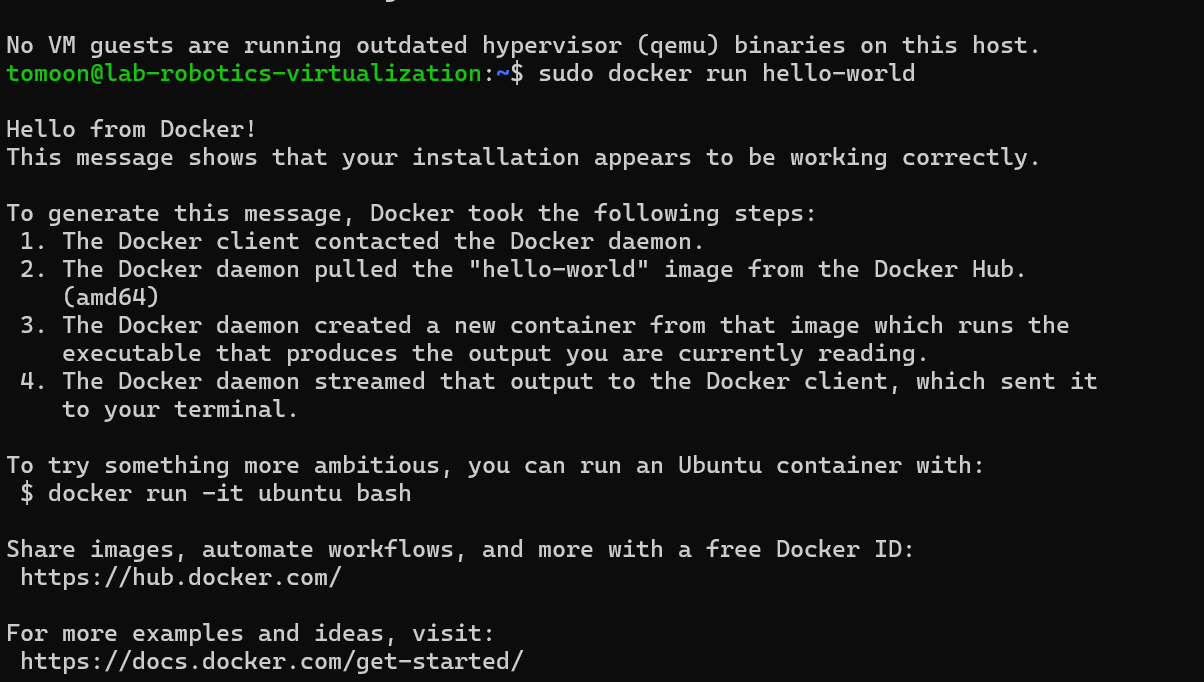 No VM guests are running outdated hypervisor (qemu) binaries on this host.
tomoon@lab-robotics-virtualization:~$ sudo docker run hello-world
Hello from Docker!
This message shows that your installation appears to be working correctly.
To generate this message, Docker took the following steps:
1. The Docker client contacted the Docker daemon.
2. The Docker daemon pulled the "hello-world" image from the Docker Hub.
(amd64)
3. The Docker daemon created a new container from that image which runs the
executable that produces the output you are currently reading.
4. The Docker daemon streamed that output to the Docker client, which sent it
to your terminal.
To try something more ambitious, you can run an Ubuntu container with:
$ docker run -it ubuntu bash
Share images, automate workflows, and more with a free Docker ID:
https://hub.docker.com/
For more examples and ideas, visit:
https://docs.docker.com/get-started/